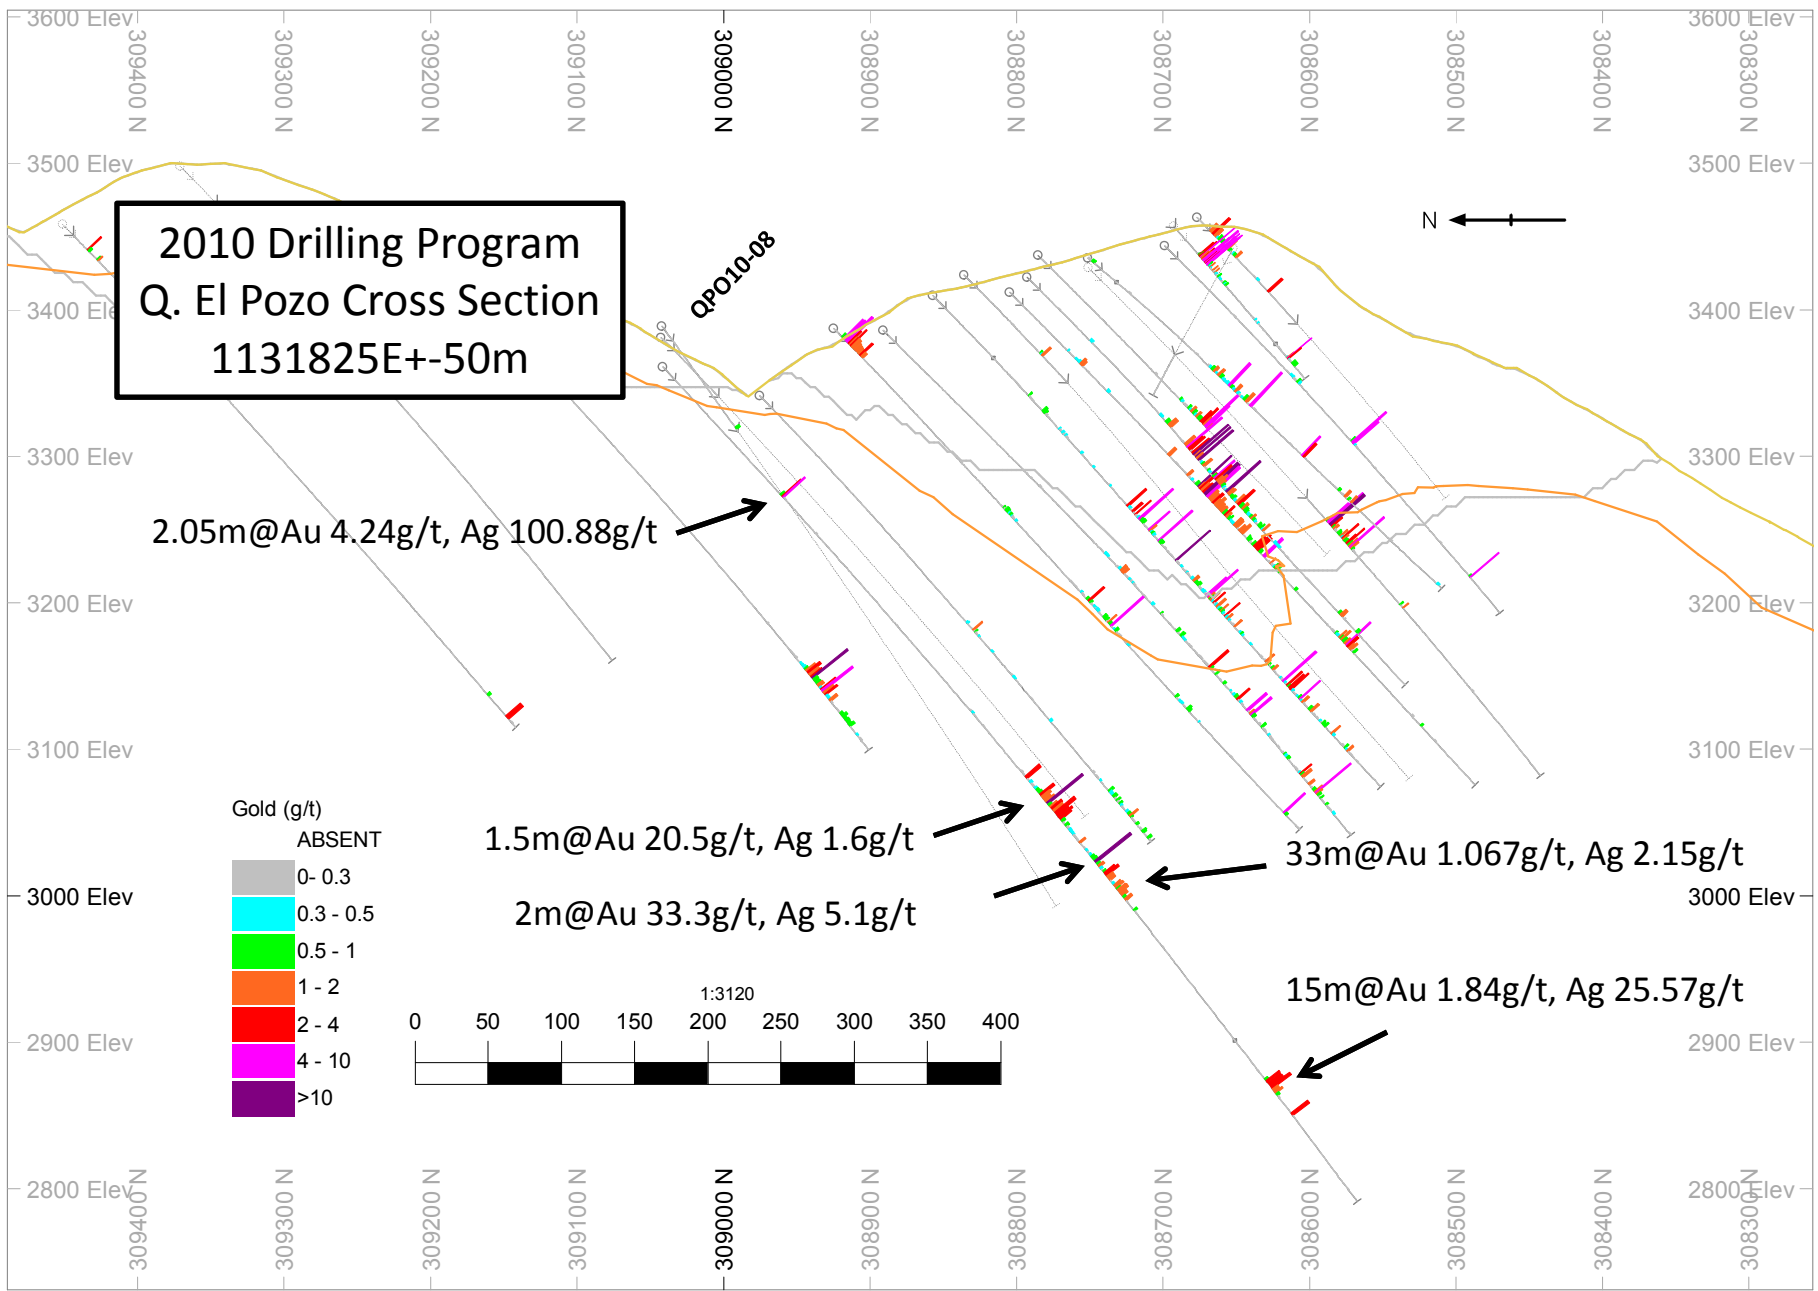 3600 Elev
3600 Elev
309400 N
309300 N
309200 N
309100 N
309000 N
308900 N
308800 N
308700 N
308600 N
308500 N
308400 N
308300 N
3500 Elev
3500 Elev
N
2010 Drilling Program
Q. El Pozo Cross Section
1131825E+-50m
QPO10-08
3400 Ele
3400 Elev
3300 Elev
3300 Elev
2.05m@Au 4.24g/t, Ag 100.88g/t
3200 Elev
3200 Elev
3100 Elev
3100 Elev
Gold (g/t)
ABSENT
0- 0.3
0.3 - 0.5
0.5 - 1
1 - 2
2 - 4
4 - 10
>10
1.5m@Au 20.5g/t, Ag 1.6g/t
33m@Au 1.067g/t, Ag 2.15g/t
3000 Elev
3000 Elev
2m@Au 33.3g/t, Ag 5.1g/t
15m@Au 1.84g/t, Ag 25.57g/t
1:3120
0 50 100 150 200 250 300 350 400
2900 Elev
2900 Elev
2800 Elev
2800 Elev
309400 N
309300 N
309200 N
309100 N
309000 N
308900 N
308800 N
308700 N
308600 N
308500 N
308400 N
308300 N